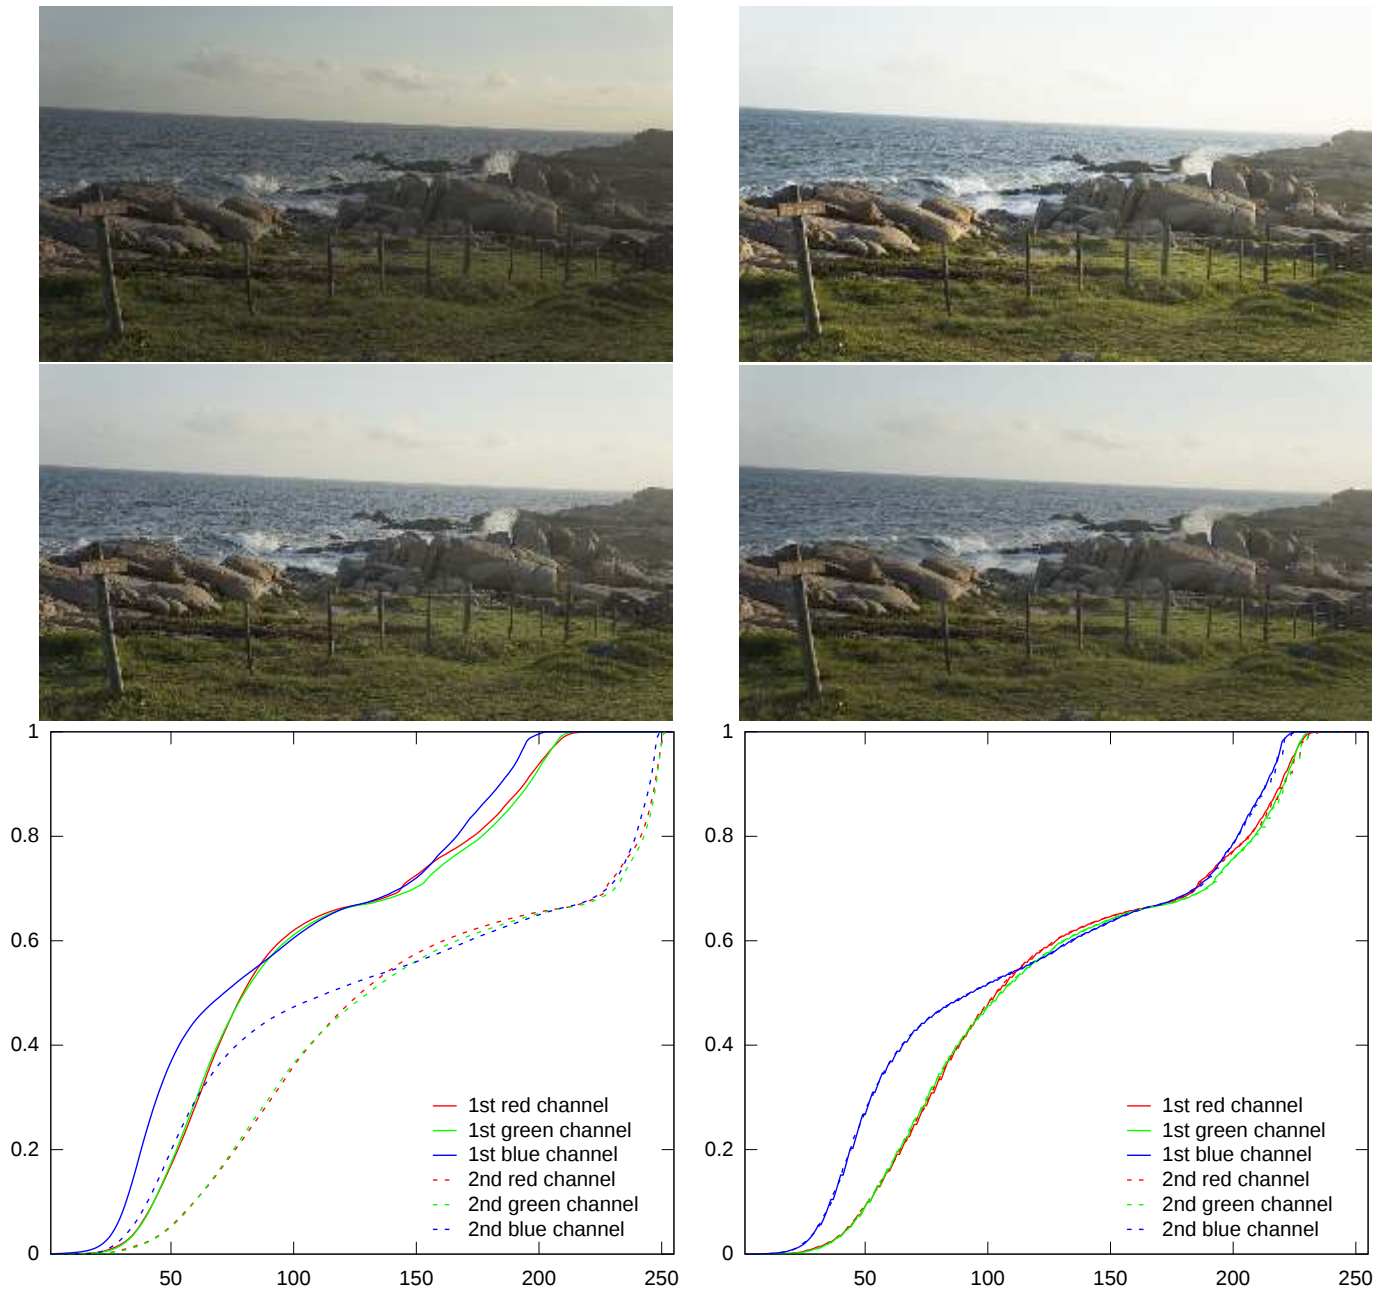 1
0.8
0.6
0.4
0.2
0
50
100
150
200
250
1st red channel
1st green channel
1st blue channel
2nd red channel
2nd green channel
2nd blue channel
1
0.8
0.6
0.4
0.2
0
50
100
150
200
250
1st red channel
1st green channel
1st blue channel
2nd red channel
2nd green channel
2nd blue channel